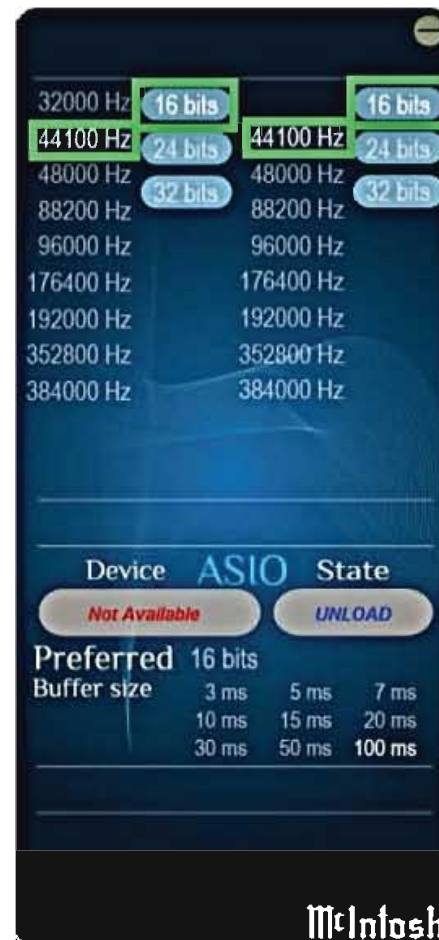 32000 Hz 16 bits 16 bits
44100 Hz 24 bits 44100 Hz 24 bits
48000 Hz 32 bits 48000 Hz 32 bits
88200 Hz 88200 Hz
96000 Hz 96000 Hz
176400 Hz 176400 Hz
192000 Hz 192000 Hz
352800 Hz 352800 Hz
384000 Hz 384000 Hz
Device ASIO State
Not Available UNLOAD
Preferred 16 bits
Buffer size 3 ms 5 ms 7 ms
10 ms 15 ms 20 ms
30 ms 50 ms 100 ms
McIntosh